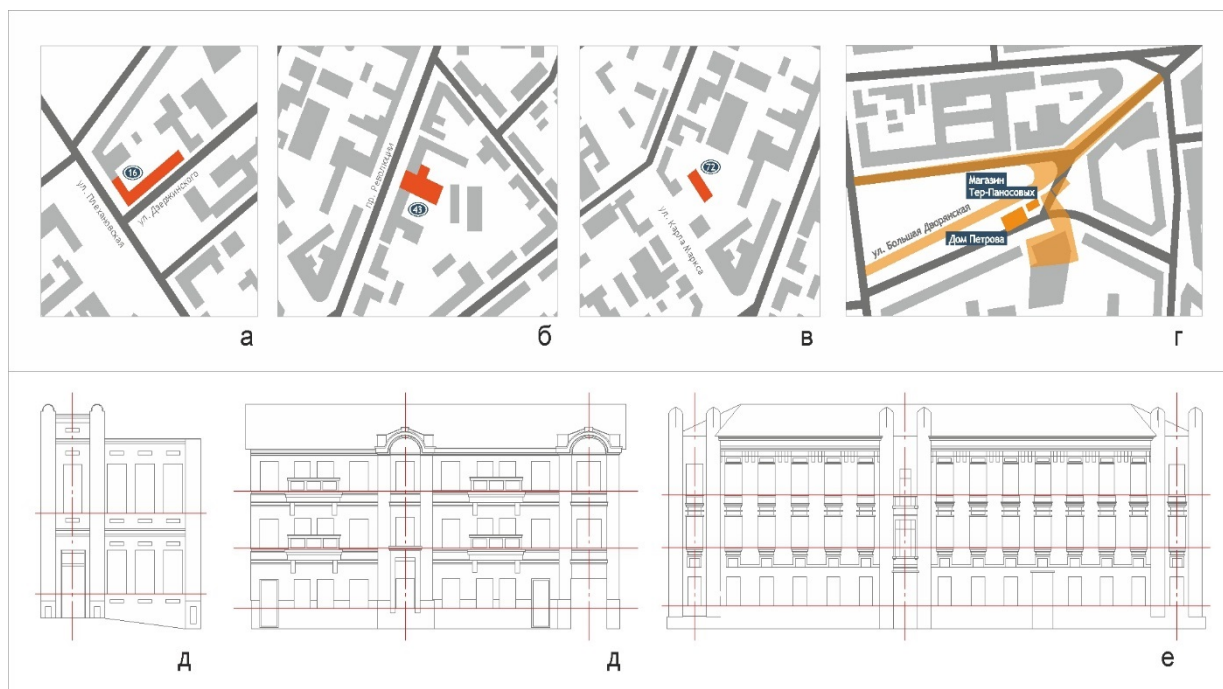 16
ул. Плехановская
ул. Дзержинского
а
пр. Революции
43
б
72
ул. Карла Маркса
в
Магазин
Тер-Паносовых
ул. Большая Дворянская
Дом Петрова
г
д
д
е